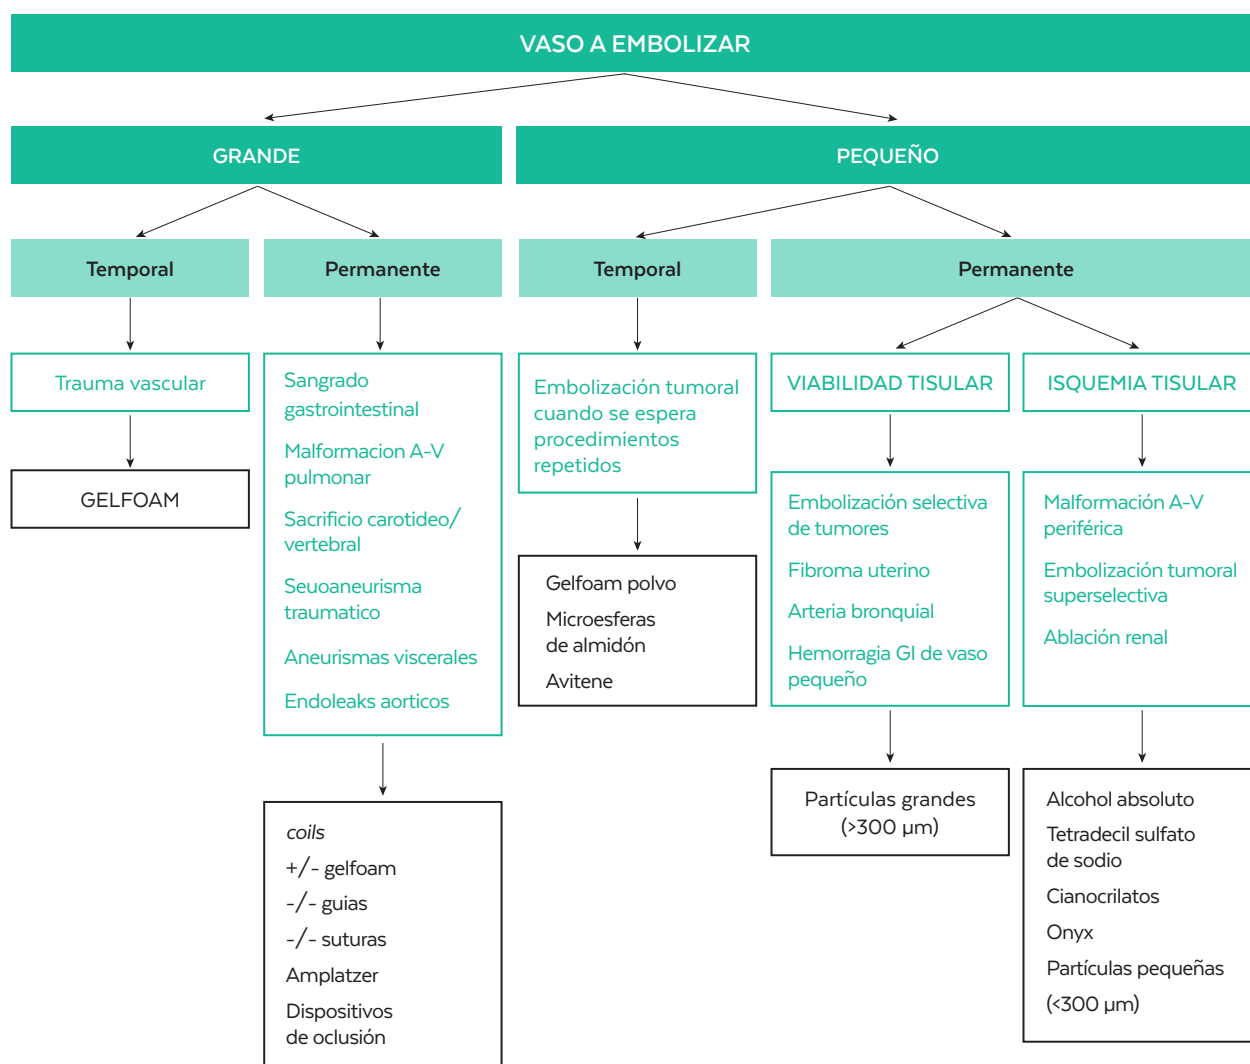 VASO A EMBOLIZAR
GRANDE
PEQUEÑO
Temporal
Permanente
Temporal
Permanente
Trauma vascular
GELFOAM
Sangrado
gastrointestinal
Malformacion A-V
pulmonar
Sacrificio carotideo/
vertebral
Seuoaneurisma
traumatico
Aneurismas viscerales
Endoleaks aorticos
coils
+/- gelfoam
-/- guias
-/- suturas
Amplatzer
Dispositivos
de oclusión
Embolización tumoral
cuando se espera
procedimientos
repetidos
Gelfoam polvo
Microesferas
de almidón
Avitene
VIABILIDAD TISULAR
Embolización selectiva
de tumores
Fibroma uterino
Arteria bronquial
Hemorragia GI de vaso
pequeño
Partículas grandes
(>300 µm)
ISQUEMIA TISULAR
Malformación A-V
periférica
Embolización tumoral
superselectiva
Ablación renal
Alcohol absoluto
Tetradecil sulfato
de sodio
Cianocrilatos
Onyx
Partículas pequeñas
(<300 µm)